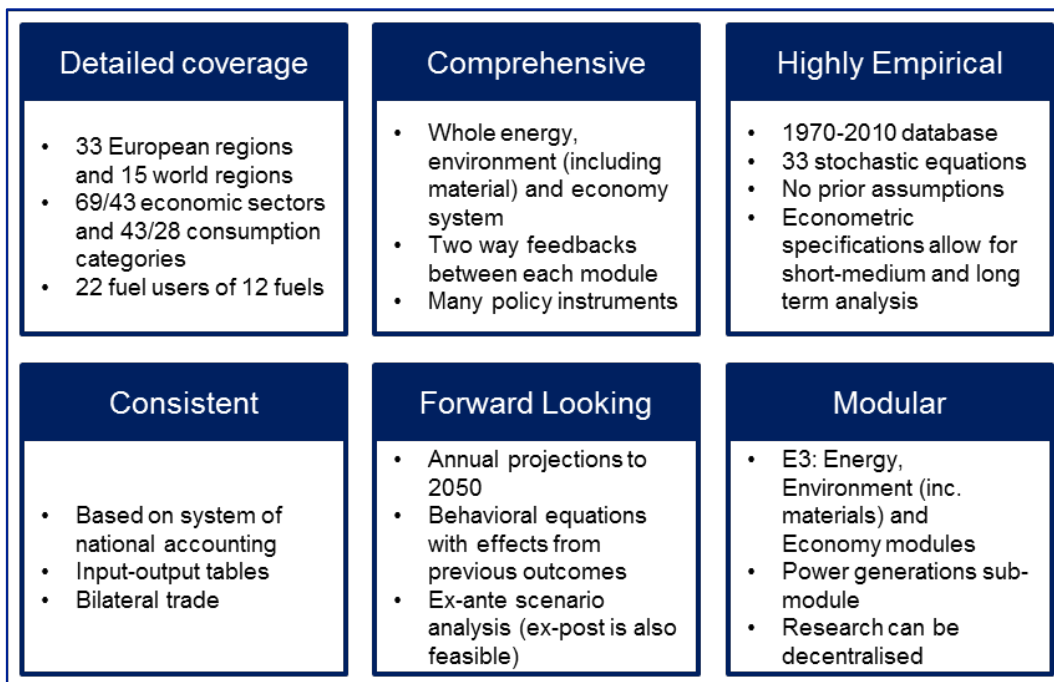 Detailed coverage
• 33 European regions
and 15 world regions
• 69/43 economic sectors
and 43/28 consumption
categories
• 22 fuel users of 12 fuels
Comprehensive
• Whole energy,
environment (including
material) and economy
system
• Two way feedbacks
between each module
• Many policy instruments
Highly Empirical
• 1970-2010 database
• 33 stochastic equations
• No prior assumptions
• Econometric
specifications allow for
short-medium and long
term analysis
Consistent
• Based on system of
national accounting
• Input-output tables
• Bilateral trade
Forward Looking
• Annual projections to
2050
• Behavioral equations
with effects from
previous outcomes
• Ex-ante scenario
analysis (ex-post is also
feasible)
Modular
• E3: Energy,
Environment (inc.
materials) and
Economy modules
• Power generations sub-
module
• Research can be
decentralised